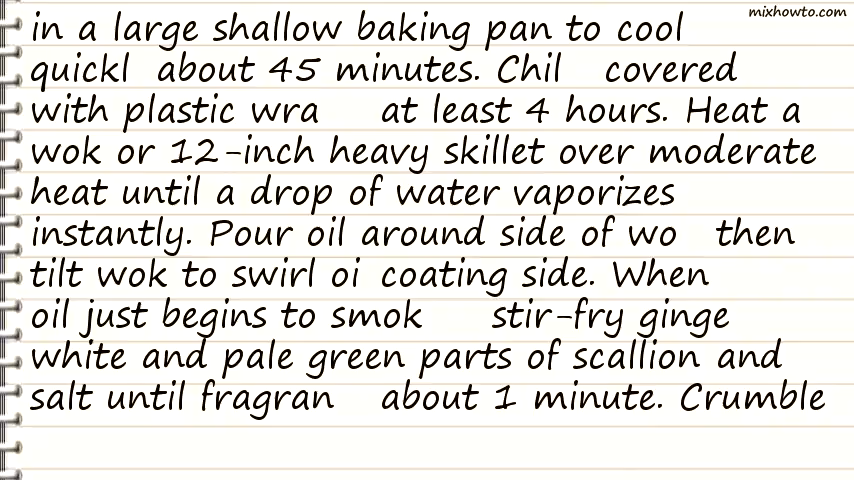 mixhowto.com
in a large shallow baking pan to cool
quickl about 45 minutes. Chil covered
with plastic wra at least 4 hours. Heat a
wok or 12-inch heavy skillet over moderate
heat until a drop of water vaporizes
instantly. Pour oil around side of wo then
tilt wok to swirl oi coating side. When
oil just begins to smok stir-fry ginge
white and pale green parts of scallion and
salt until fragran about 1 minute. Crumble